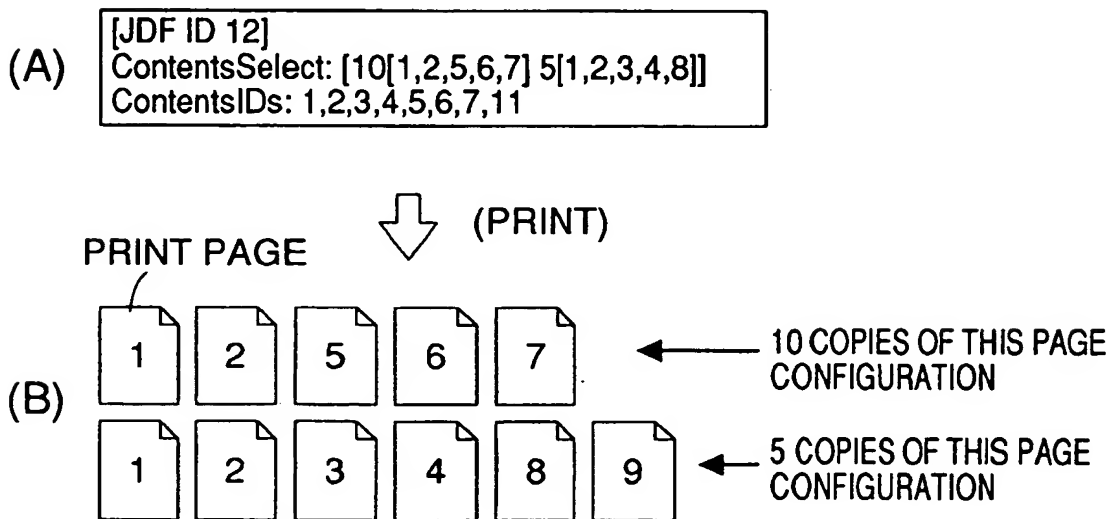 (A)
[JDF ID 12]
ContentsSelect: [10[1,2,5,6,7] 5[1,2,3,4,8]]
ContentsIDs: 1,2,3,4,5,6,7,11
(PRINT)
PRINT PAGE
(B)
1 2 5 6 7
10 COPIES OF THIS PAGE
CONFIGURATION
1 2 3 4 8 9
5 COPIES OF THIS PAGE
CONFIGURATION